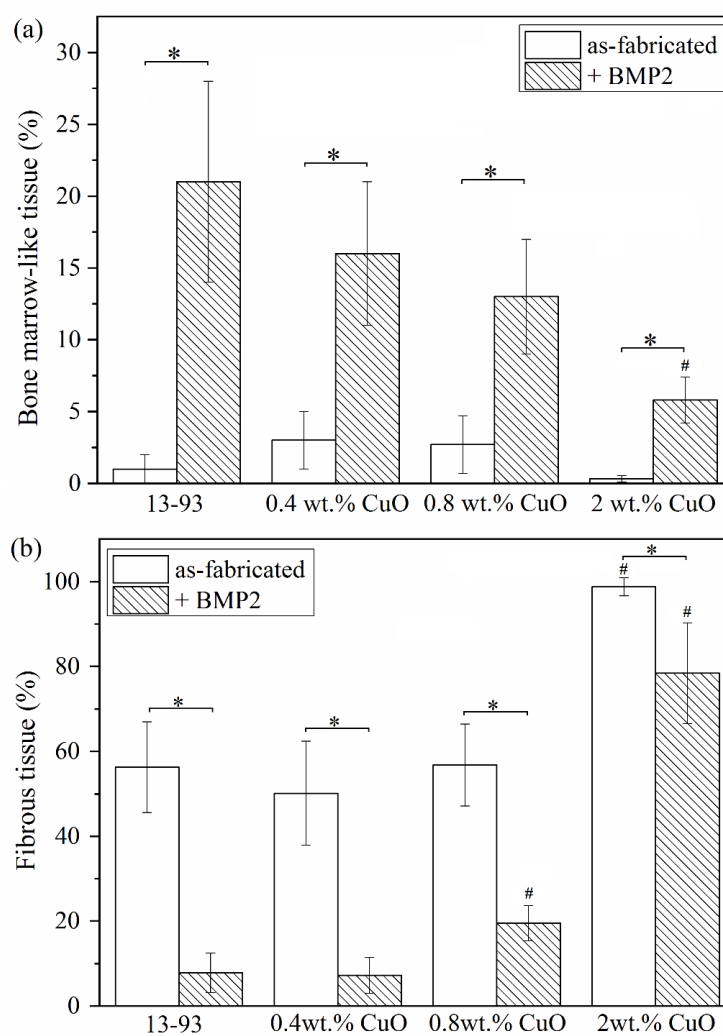 (a)
as-fabricated
+ BMP2
Bone marrow-like tissue (%)
30
25
20
15
10
5
0
*
*
*
*
#
13-93
0.4 wt.% CuO
0.8 wt.% CuO
2 wt.% CuO
(b)
as-fabricated
+ BMP2
Fibrous tissue (%)
100
80
60
40
20
0
*
*
*
#
#
*
#
13-93
0.4wt.% CuO
0.8wt.% CuO
2wt.% CuO